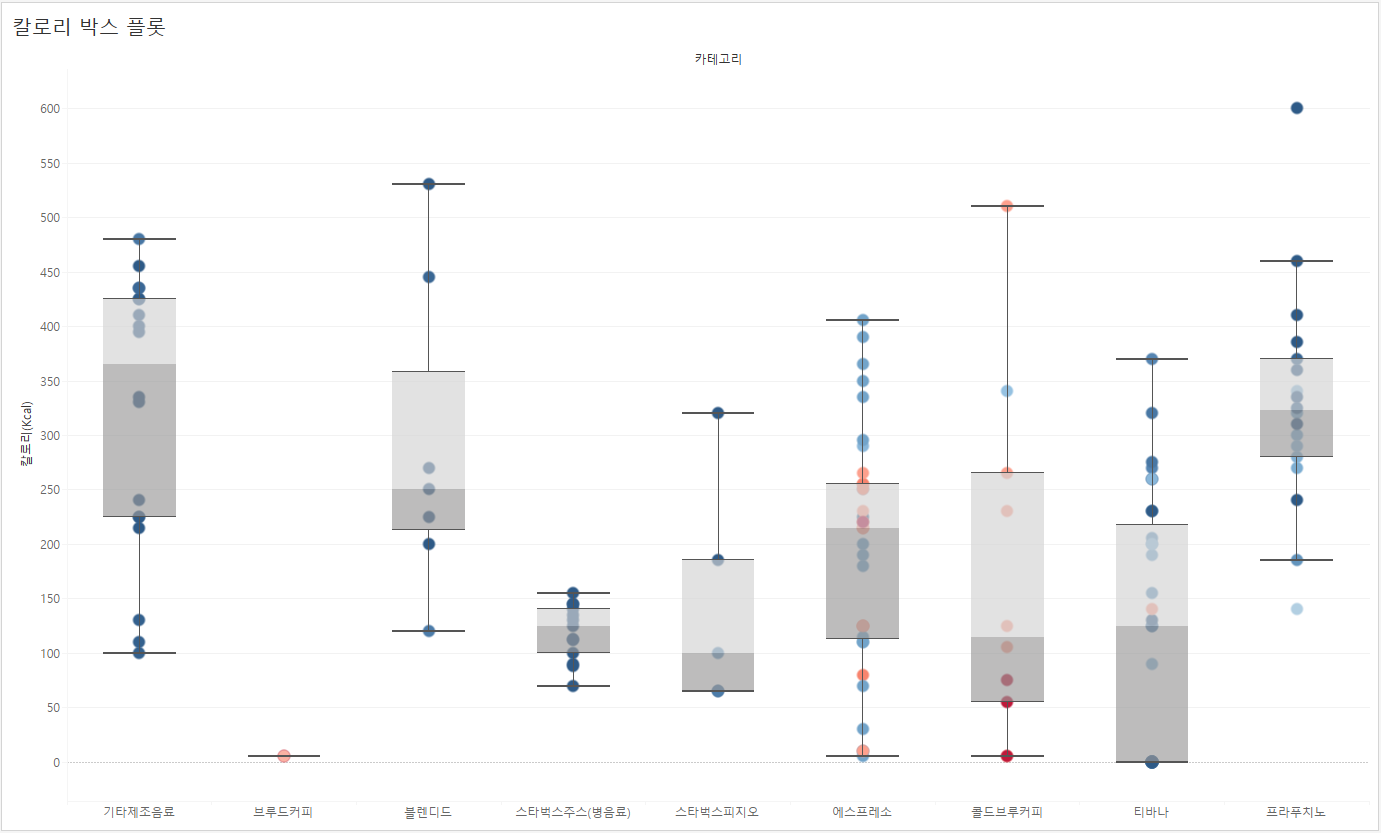 칼로리 박스 플롯
카테고리
600
550
500
450
400
350
300
250
200
150
100
50
0
칼로리(Kcal)
기타제조음료
브루드커피
블렌디드
스타벅스주스(병음료)
스타벅스피지오
에스프레소
콜드브루커피
티바나
프라푸치노